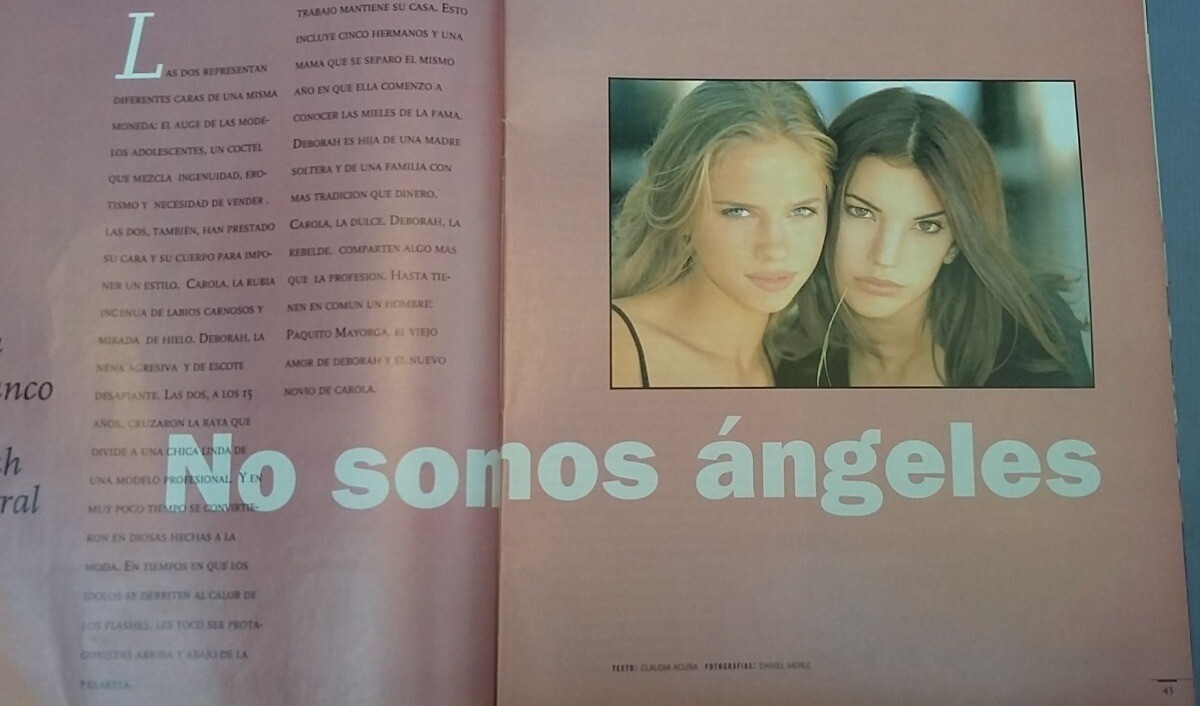 LAS DOS REPRESENTAN
DIFERENTES CARAS DE UNA MISMA
MONEDA: EL AUGE DE LAS MODE-
LOS ADOLESCENTES, UN COCTEL
QUE MEZCLA INGENUIDAD, ERO-
TISMO Y NECESIDAD DE VENDER.
LAS DOS, TAMBIÉN, HAN PRESTADO
SU CARA Y SU CUERPO PARA IMPO-
NER UN ESTILO. CAROLA, LA RUBIA
INGENUA DE LABIOS CARNOSOS Y
MIRADA DE HIELO. DEBORAH, LA
NENA AGRESIVA Y DE ESCOTE
DESAFIANTE. LAS DOS, A LOS 15
AÑOS, CRUZARON LA RAYA QUE
DIVIDE A UNA CHICA LINDA DE
UNA MODELO PROFESIONAL. Y EN
MUY POCO TIEMPO SE CONVIRTIE-
RON EN DIOSAS HECHAS A LA
MODA. EN TIEMPOS EN QUE LOS
IDOLOS SE DERRITEN AL CALOR DE
LOS FLASHES, LES TOCO SER PROTA-
GONISTAS ARRIBA Y ABAJO DE LA
PASARELA.
TRABAJO MANTIENE SU CASA. ESTO
INCLUYE CINCO HERMANOS Y UNA
MAMA QUE SE SEPARO EL MISMO
AÑO EN QUE ELLA COMENZO A
CONOCER LAS MIELES DE LA FAMA.
DEBORAH ES HIJA DE UNA MADRE
SOLTERA Y DE UNA FAMILIA CON
MAS TRADICION QUE DINERO.
CAROLA, LA DULCE. DEBORAH, LA
REBELDE. COMPARTEN ALGO MAS
QUE LA PROFESION. HASTA TIE-
NEN EN COMUN UN HOMBRE:
PAQUITO MAYORGA, EL VIEJO
AMOR DE DEBORAH Y EL NUEVO
NOVIO DE CAROLA.
No somos ángeles
TEXTO: CLAUDIA ACUÑA FOTOGRAFIAS: DANIEL MERLE
43